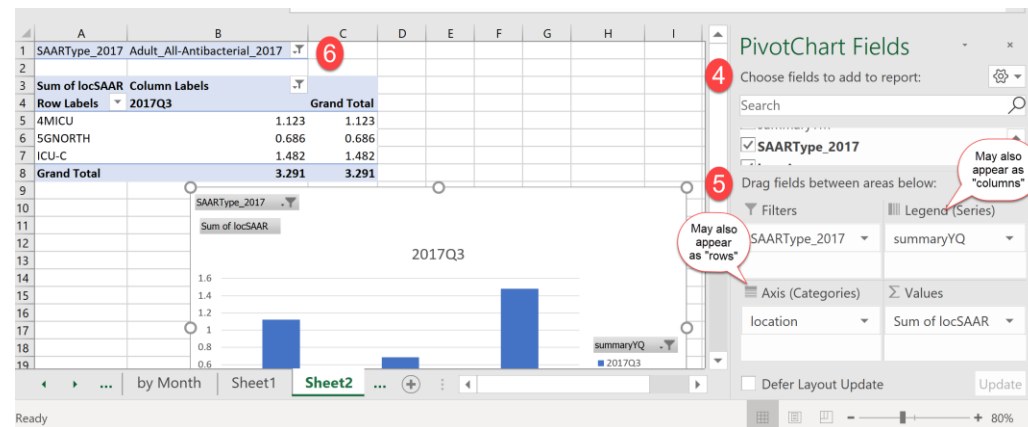 A B C D E F G H I
1 SAARType_2017 Adult_All-Antibacterial_2017
6
2
3 Sum of locSAAR Column Labels
4 Row Labels 2017Q3 Grand Total
5 4MICU 1.123 1.123
6 5GNORTH 0.686 0.686
7 ICU-C 1.482 1.482
8 Grand Total 3.291 3.291
9
10
11
12
13
14
15
16
17
18
19
SAARType_2017
Sum of locSAAR
2017Q3
1.6
1.4
1.2
1
0.8
0.6
summaryYQ
2017Q3
... by Month Sheet1 Sheet2 ...
Ready
PivotChart Fields
4
Choose fields to add to report:
Search
SAARType_2017
May also
appear as
"columns"
5
Drag fields between areas below:
Filters
Legend (Series)
May also
appear
as "rows"
SAARType_2017
summaryYQ
Axis (Categories)
Σ Values
location
Sum of locSAAR
Defer Layout Update
Update
80%